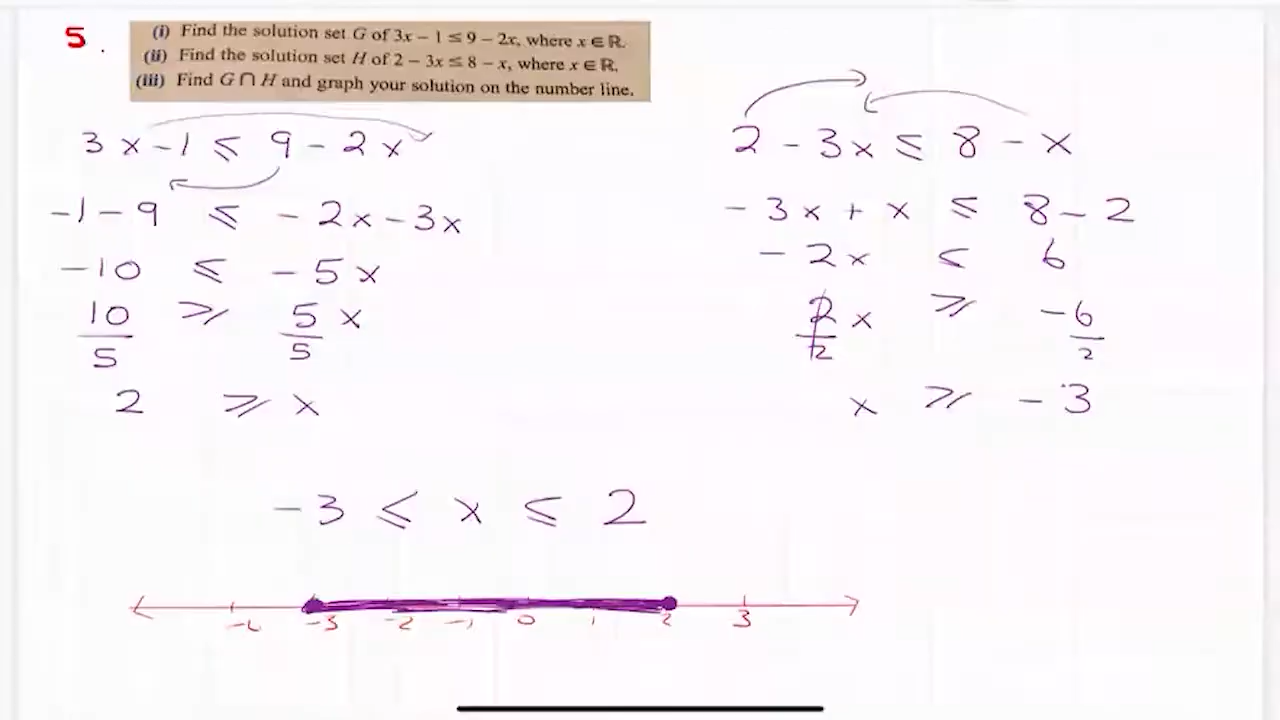 5.
(i) Find the solution set G of 3x – 1 ≤ 9 – 2x, where x ∈ R.
(ii) Find the solution set H of 2 – 3x ≤ 8 – x, where x ∈ R.
(iii) Find G ∩ H and graph your solution on the number line.
3x - 1 ≤ 9 - 2x
-1 - 9 ≤ - 2x - 3x
-10 ≤ - 5x
10/5 ≥ 5/5 x
2 ≥ x
2 - 3x ≤ 8 - x
- 3x + x ≤ 8 - 2
- 2x ≤ 6
2/2 x ≥ -6/2
x ≥ - 3
-3 ≤ x ≤ 2
-3 -2 -1 0 1 2 3